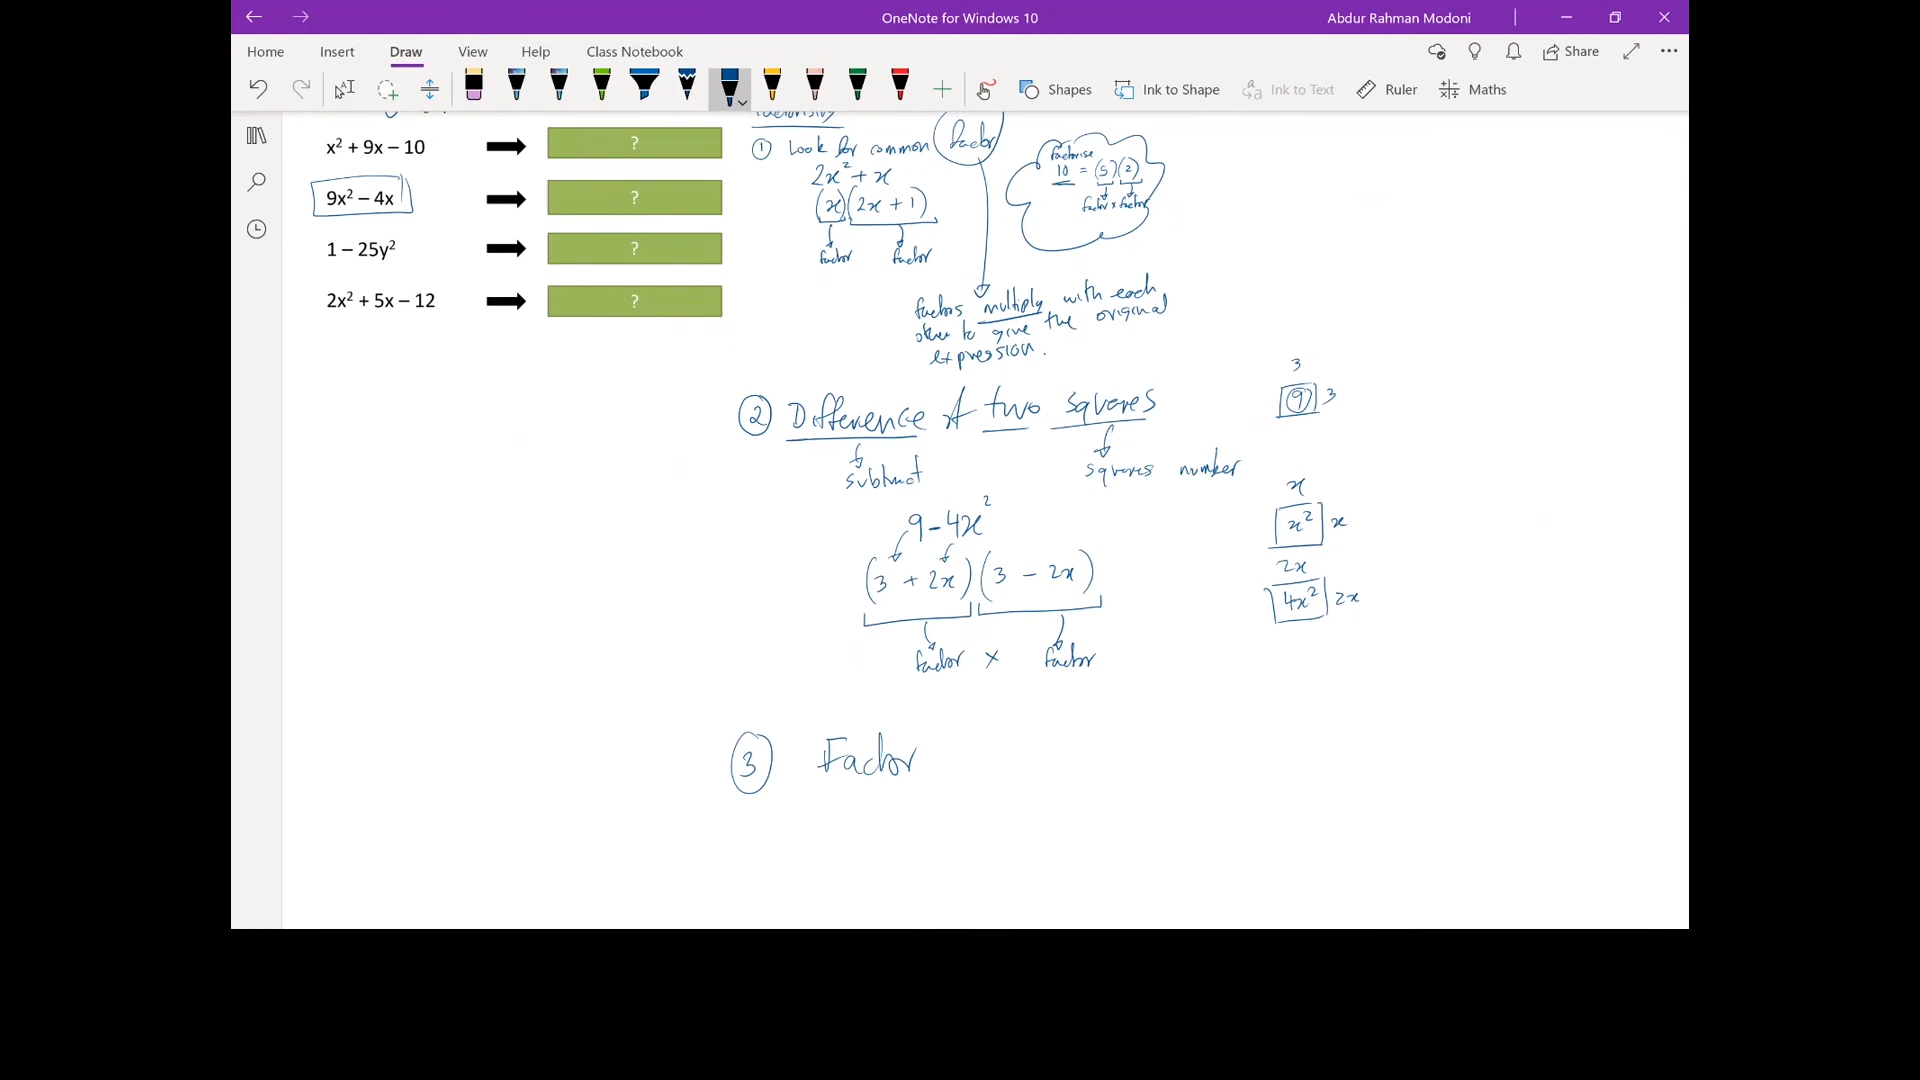 OneNote for Windows 10
Abdur Rahman Modoni
Home Insert Draw View Help Class Notebook
Share
Shapes Ink to Shape Ink to Text Ruler Maths
x² + 9x – 10 ?
9x² – 4x ?
1 – 25y² ?
2x² + 5x – 12 ?
① Look for common factor
2x² + x
(x)(2x + 1)
factor factor
factorise
10 = (5)(2)
factor x factor
factors multiply with each
other to give the original
expression.
② Difference of two squares
subtract
squares number
9 – 4x²
(3 + 2x)(3 – 2x)
factor × factor
3
9 3
x
x² x
2x
4x² 2x
③ Factor